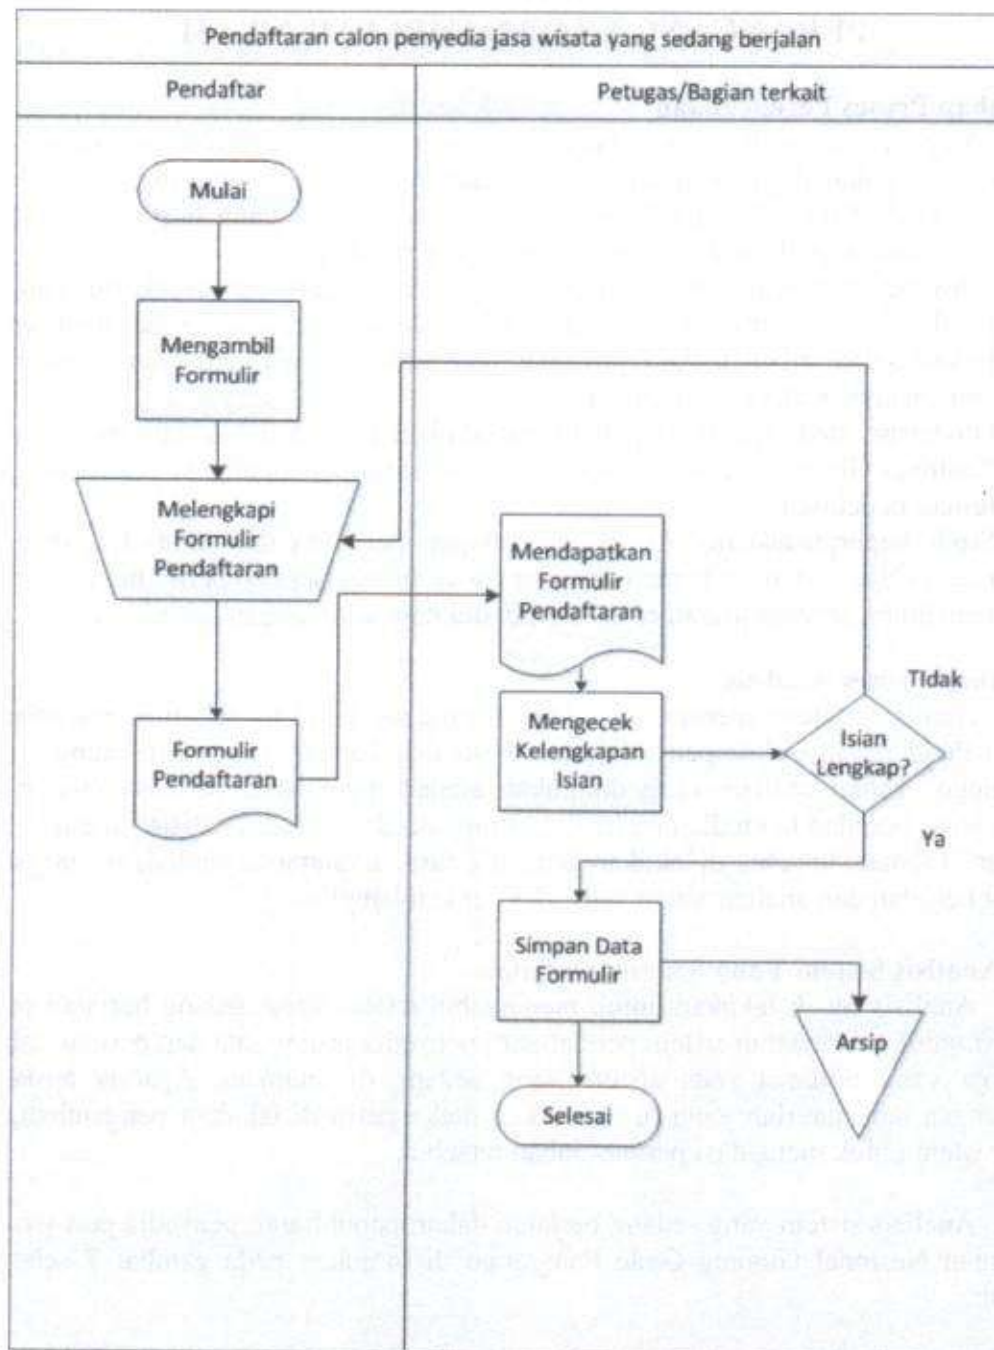 Pendaftaran calon penyedia jasa wisata yang sedang berjalan
Pendaftar
Petugas/Bagian terkait
Mulai
Mengambil
Formulir
Melengkapi
Formulir
Pendaftaran
Formulir
Pendaftaran
Mendapatkan
Formulir
Pendaftaran
Mengecek
Kelengkapan
Isian
Isian
Lengkap?
TIdak
Ya
Simpan Data
Formulir
Arsip
Selesai